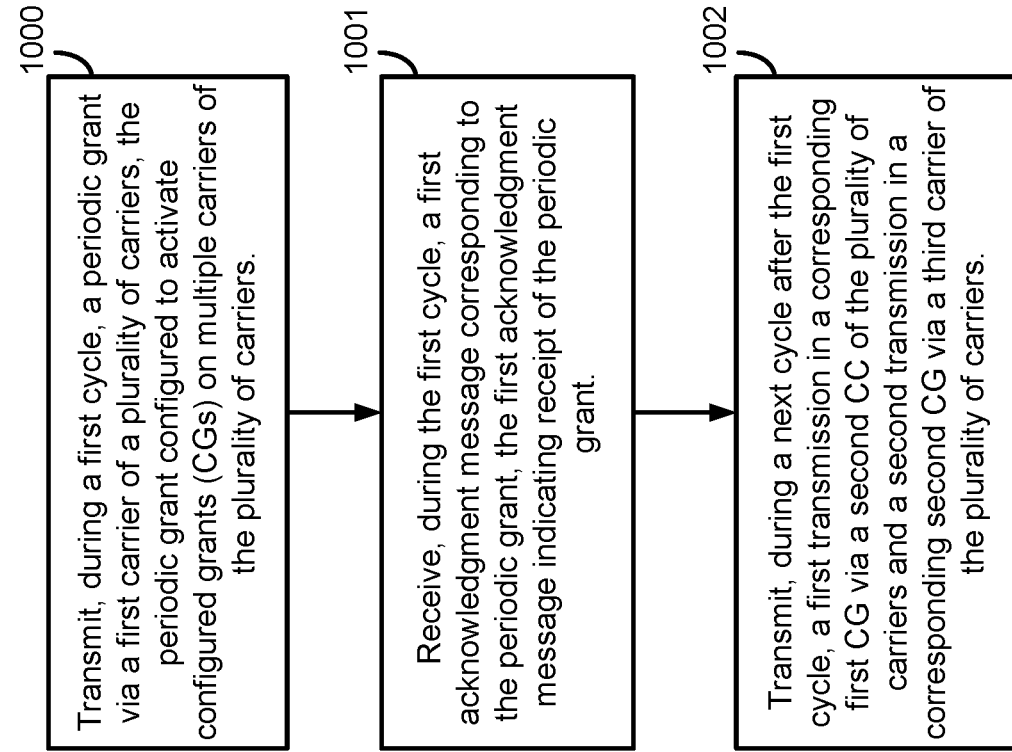 1000
Transmit, during a first cycle, a periodic grant
via a first carrier of a plurality of carriers, the
periodic grant configured to activate
configured grants (CGs) on multiple carriers of
the plurality of carriers.
1001
Receive, during the first cycle, a first
acknowledgment message corresponding to
the periodic grant, the first acknowledgment
message indicating receipt of the periodic
grant.
1002
Transmit, during a next cycle after the first
cycle, a first transmission in a corresponding
first CG via a second CC of the plurality of
carriers and a second transmission in a
corresponding second CG via a third carrier of
the plurality of carriers.